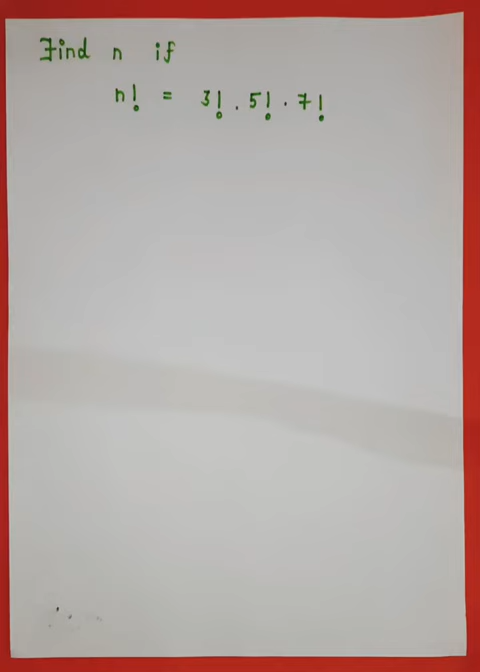 Find n if
n! = 3! . 5! . 7!